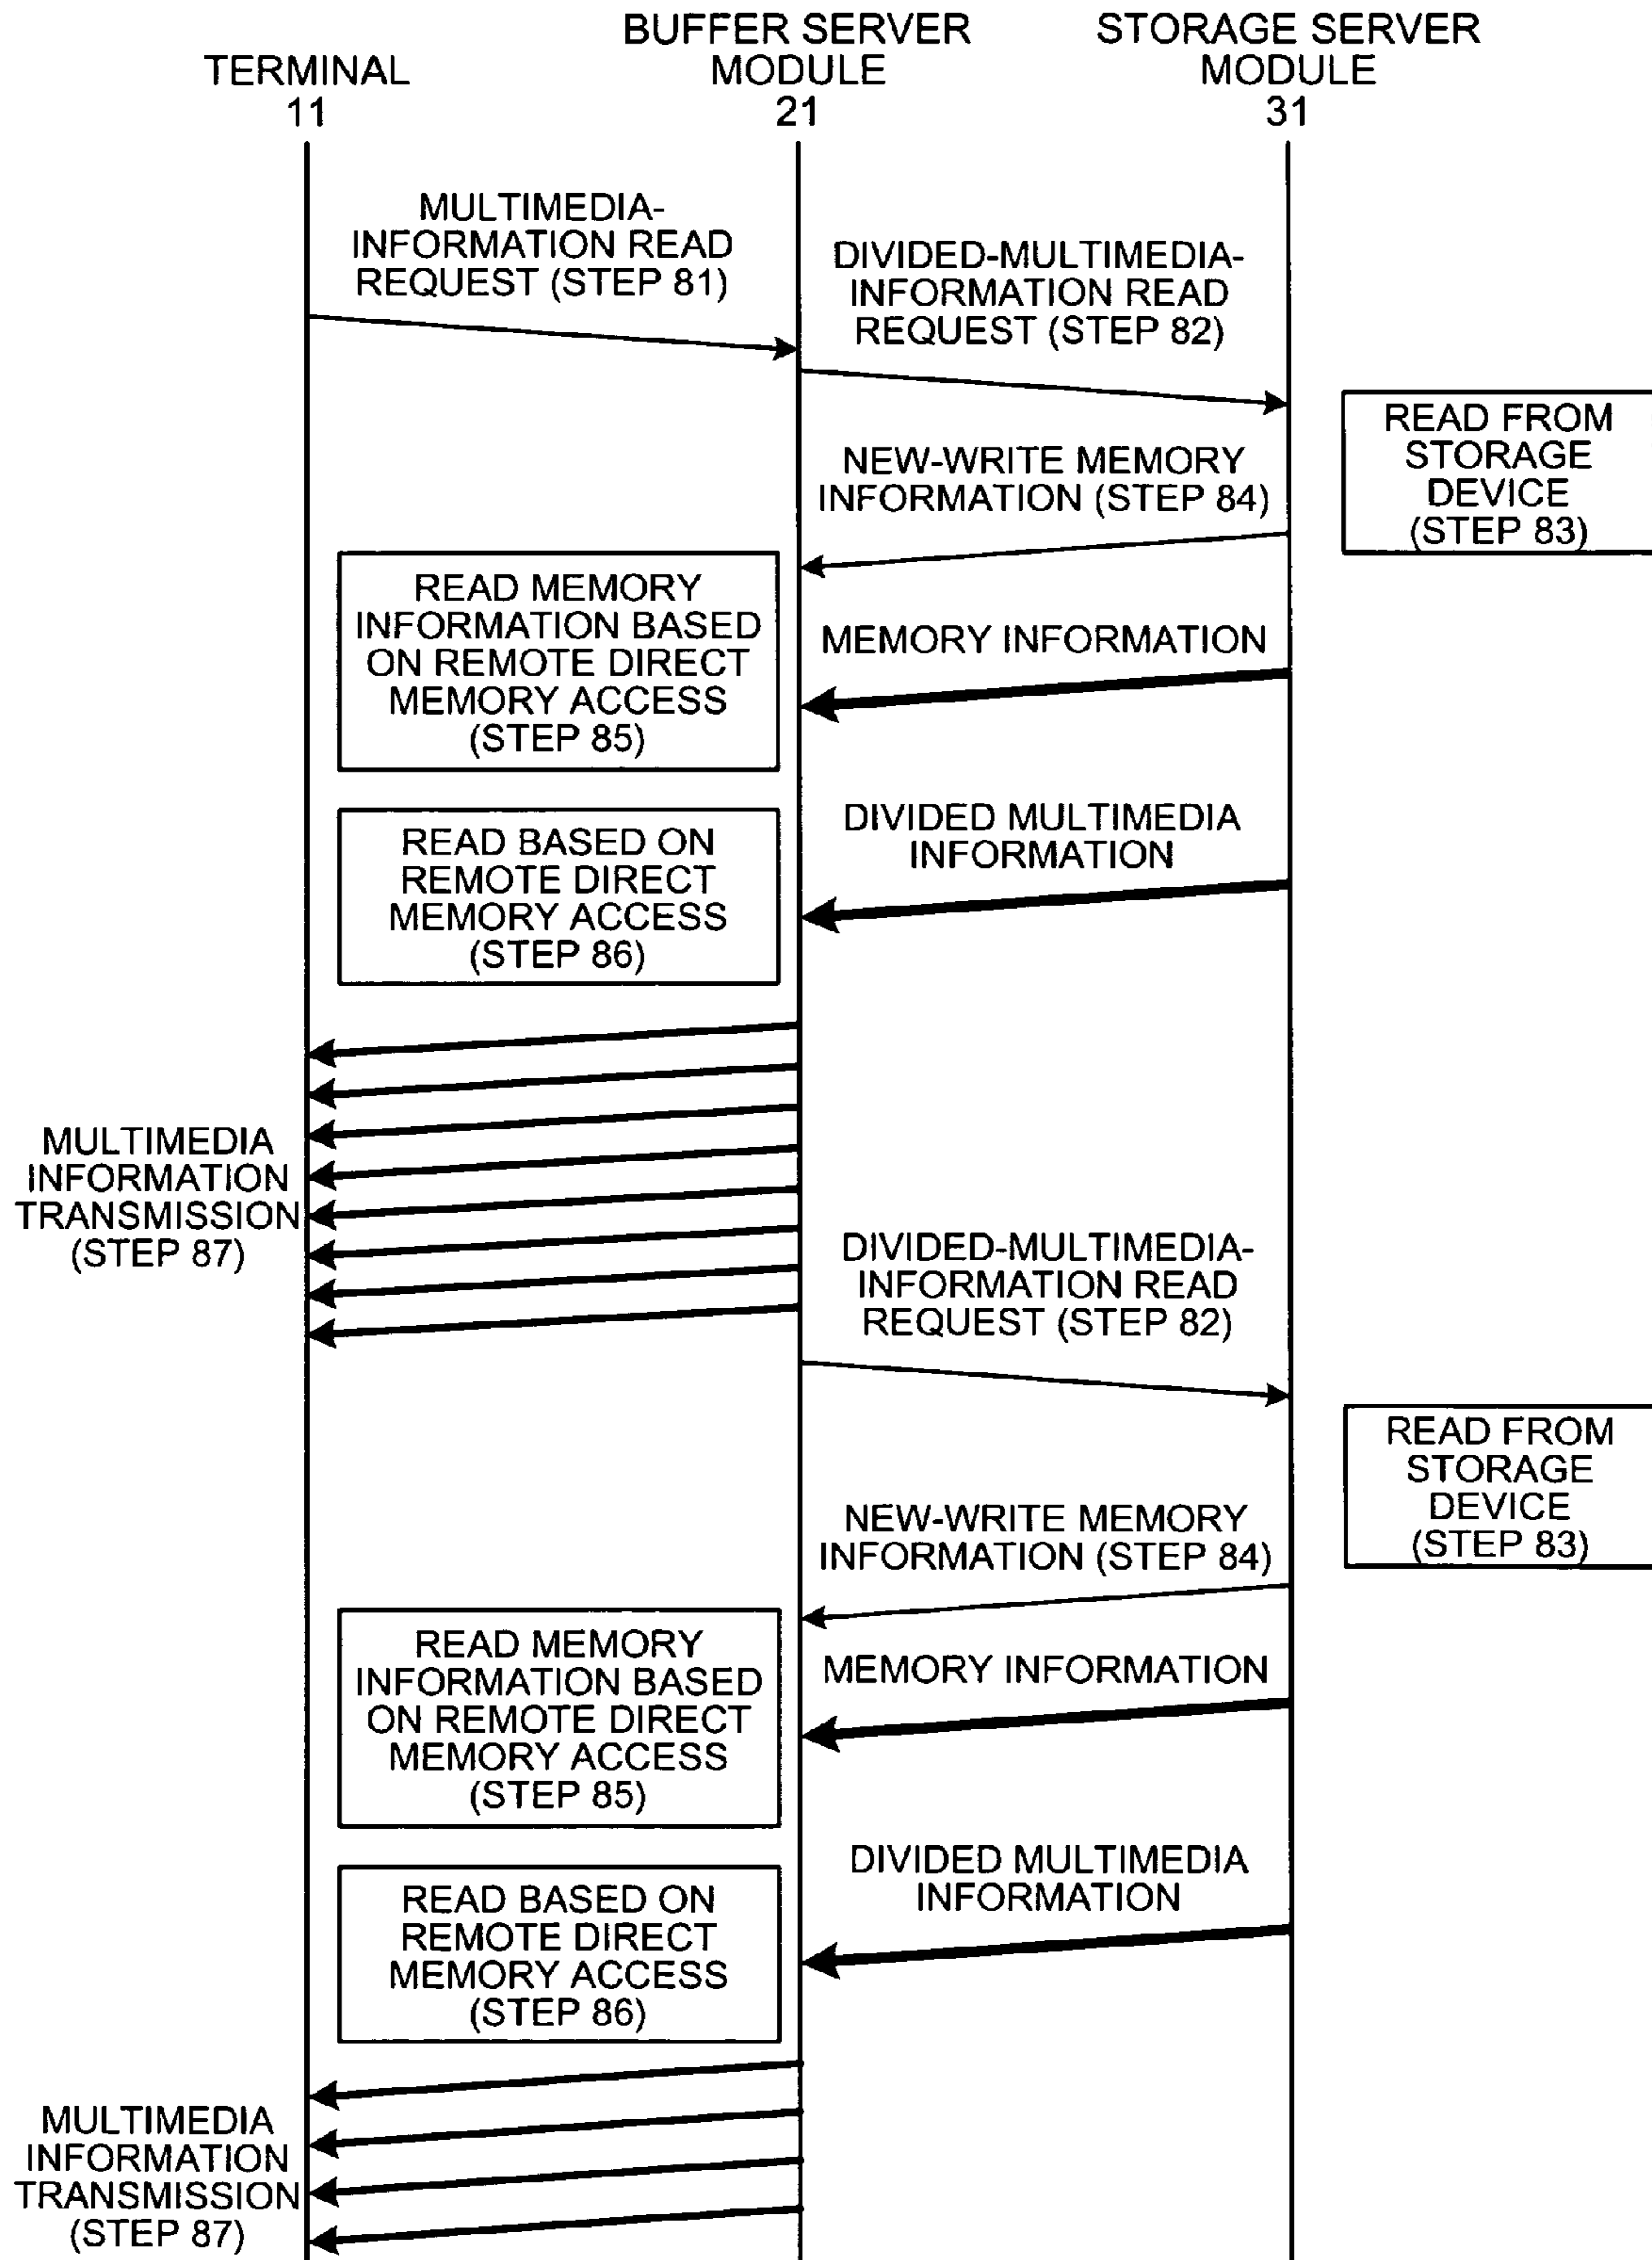 TERMINAL
11
BUFFER SERVER
MODULE
21
STORAGE SERVER
MODULE
31
MULTIMEDIA-
INFORMATION READ
REQUEST (STEP 81)
DIVIDED-MULTIMEDIA-
INFORMATION READ
REQUEST (STEP 82)
READ FROM
STORAGE
DEVICE
(STEP 83)
NEW-WRITE MEMORY
INFORMATION (STEP 84)
READ MEMORY
INFORMATION BASED
ON REMOTE DIRECT
MEMORY ACCESS
(STEP 85)
MEMORY INFORMATION
READ BASED ON
REMOTE DIRECT
MEMORY ACCESS
(STEP 86)
DIVIDED MULTIMEDIA
INFORMATION
MULTIMEDIA
INFORMATION
TRANSMISSION
(STEP 87)
DIVIDED-MULTIMEDIA-
INFORMATION READ
REQUEST (STEP 82)
READ FROM
STORAGE
DEVICE
(STEP 83)
NEW-WRITE MEMORY
INFORMATION (STEP 84)
READ MEMORY
INFORMATION BASED
ON REMOTE DIRECT
MEMORY ACCESS
(STEP 85)
MEMORY INFORMATION
READ BASED ON
REMOTE DIRECT
MEMORY ACCESS
(STEP 86)
DIVIDED MULTIMEDIA
INFORMATION
MULTIMEDIA
INFORMATION
TRANSMISSION
(STEP 87)